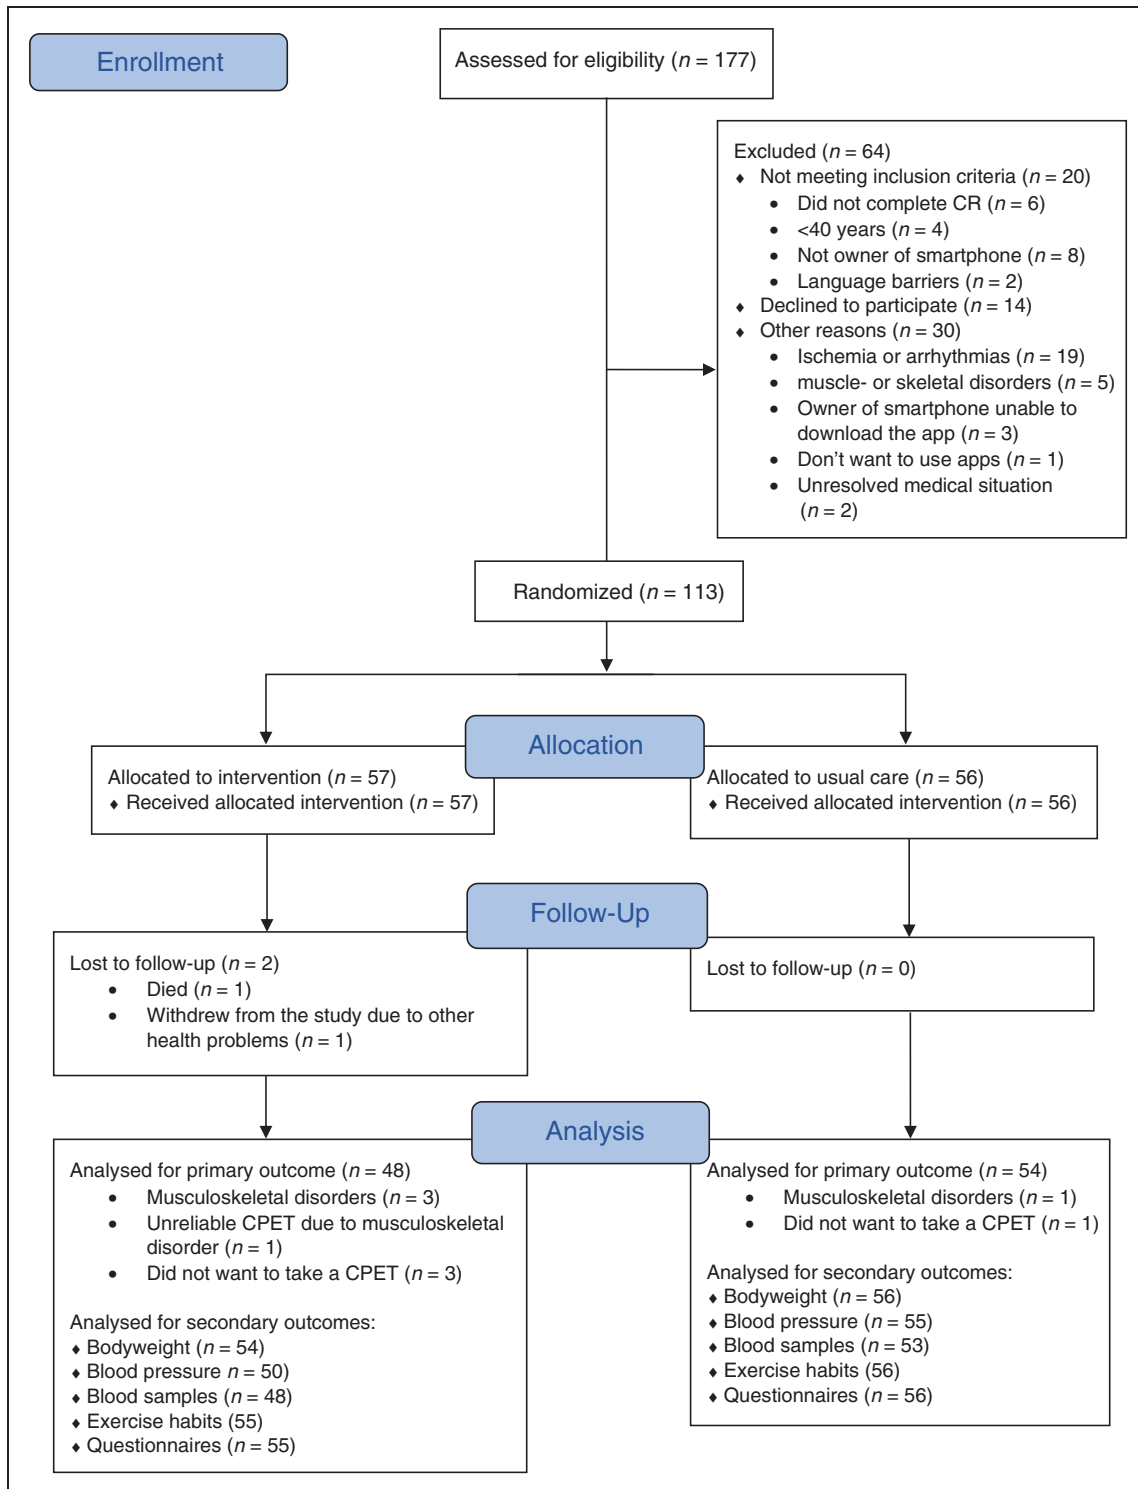 Enrollment
Assessed for eligibility (n = 177)
Excluded (n = 64)
♦ Not meeting inclusion criteria (n = 20)
• Did not complete CR (n = 6)
• <40 years (n = 4)
• Not owner of smartphone (n = 8)
• Language barriers (n = 2)
♦ Declined to participate (n = 14)
♦ Other reasons (n = 30)
• Ischemia or arrhythmias (n = 19)
• muscle- or skeletal disorders (n = 5)
• Owner of smartphone unable to
download the app (n = 3)
• Don't want to use apps (n = 1)
• Unresolved medical situation
(n = 2)
Randomized (n = 113)
Allocation
Allocated to intervention (n = 57)
♦ Received allocated intervention (n = 57)
Allocated to usual care (n = 56)
♦ Received allocated intervention (n = 56)
Follow-Up
Lost to follow-up (n = 2)
• Died (n = 1)
• Withdrew from the study due to other
health problems (n = 1)
Lost to follow-up (n = 0)
Analysis
Analysed for primary outcome (n = 48)
• Musculoskeletal disorders (n = 3)
• Unreliable CPET due to musculoskeletal
disorder (n = 1)
• Did not want to take a CPET (n = 3)
Analysed for secondary outcomes:
♦ Bodyweight (n = 54)
♦ Blood pressure n = 50)
♦ Blood samples (n = 48)
♦ Exercise habits (55)
♦ Questionnaires (n = 55)
Analysed for primary outcome (n = 54)
• Musculoskeletal disorders (n = 1)
• Did not want to take a CPET (n = 1)
Analysed for secondary outcomes:
♦ Bodyweight (n = 56)
♦ Blood pressure (n = 55)
♦ Blood samples (n = 53)
♦ Exercise habits (56)
♦ Questionnaires (n = 56)